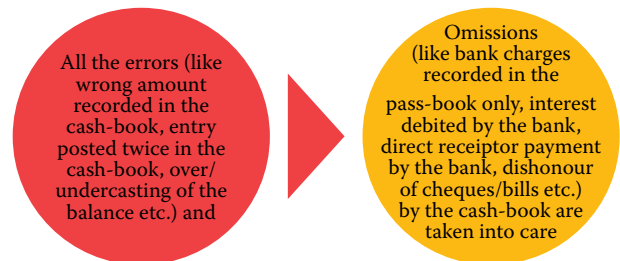 All the errors (like
wrong amount
recorded in the
cash-book, entry
posted twice in the
cash-book, over/
undercasting of the
balance etc.) and
Omissions
(like bank charges
recorded in the
pass-book only, interest
debited by the bank,
direct receiptor payment
by the bank, dishonour
of cheques/bills etc.)
by the cash-book are
taken into care